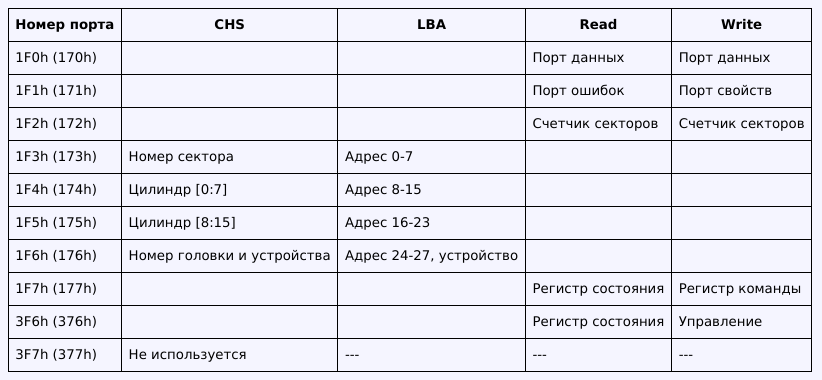 Номер порта CHS LBA Read Write
1F0h (170h) Порт данных Порт данных
1F1h (171h) Порт ошибок Порт свойств
1F2h (172h) Счетчик секторов Счетчик секторов
1F3h (173h) Номер сектора Адрес 0-7
1F4h (174h) Цилиндр [0:7] Адрес 8-15
1F5h (175h) Цилиндр [8:15] Адрес 16-23
1F6h (176h) Номер головки и устройства Адрес 24-27, устройство
1F7h (177h) Регистр состояния Регистр команды
3F6h (376h) Регистр состояния Управление
3F7h (377h) Не используется --- --- ---